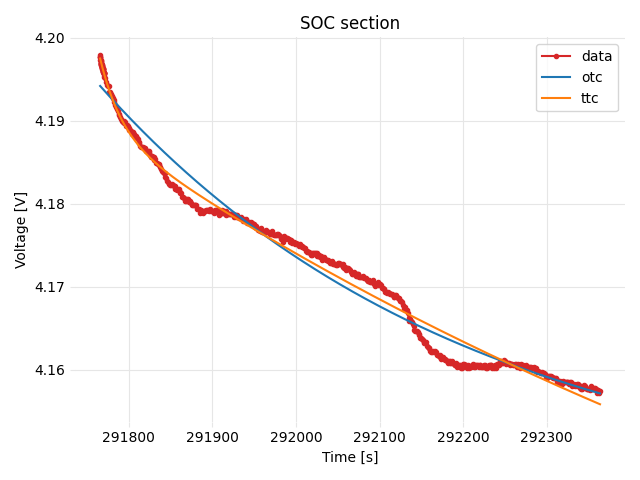 SOC section
4.20
4.19
4.18
4.17
4.16
Voltage [V]
data
otc
ttc
291800 291900 292000 292100 292200 292300
Time [s]